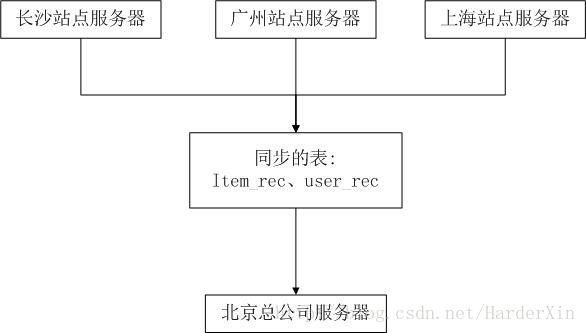 长沙站点服务器
广州站点服务器
上海站点服务器
同步的表:
Item_rec、user_rec
北京总公司服务器
http://blog.csdn.net/HarderXin